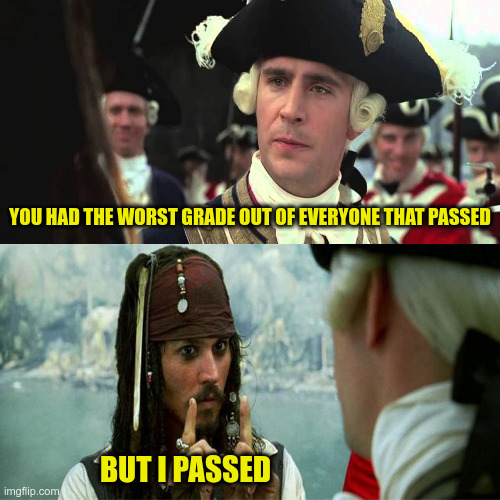 YOU HAD THE WORST GRADE OUT OF EVERYONE THAT PASSED
BUT I PASSED
imgflip.com